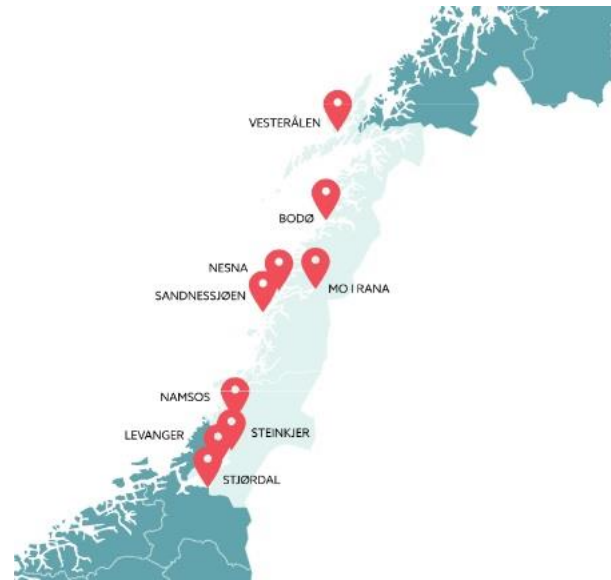 VESTERÅLEN
BODØ
NESNA
MO I RANA
SANDNESSJØEN
NAMSOS
LEVANGER
STEINKJER
STJØRDAL